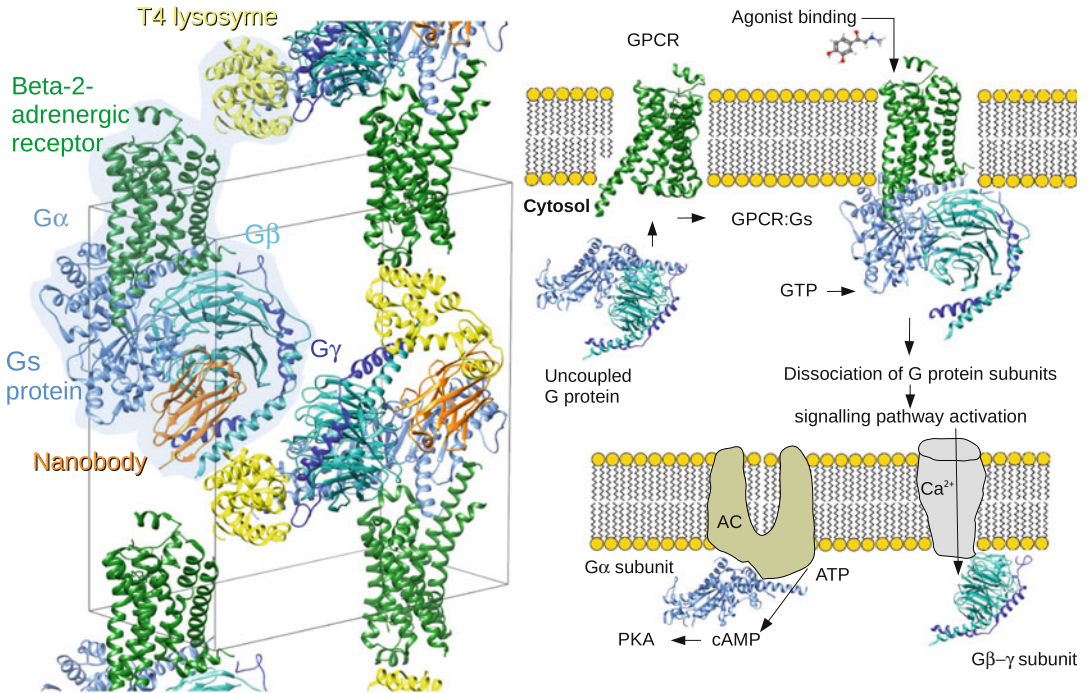 T4 lysosyme
Beta-2-
adrenergic
receptor
Gα
Gβ
Gs
protein
Gγ
Nanobody
Agonist binding
GPCR
Cytosol
GPCR:Gs
GTP
Uncoupled
G protein
Dissociation of G protein subunits
signalling pathway activation
AC
Ca²⁺
Gα subunit
ATP
PKA
cAMP
Gβ–γ subunit